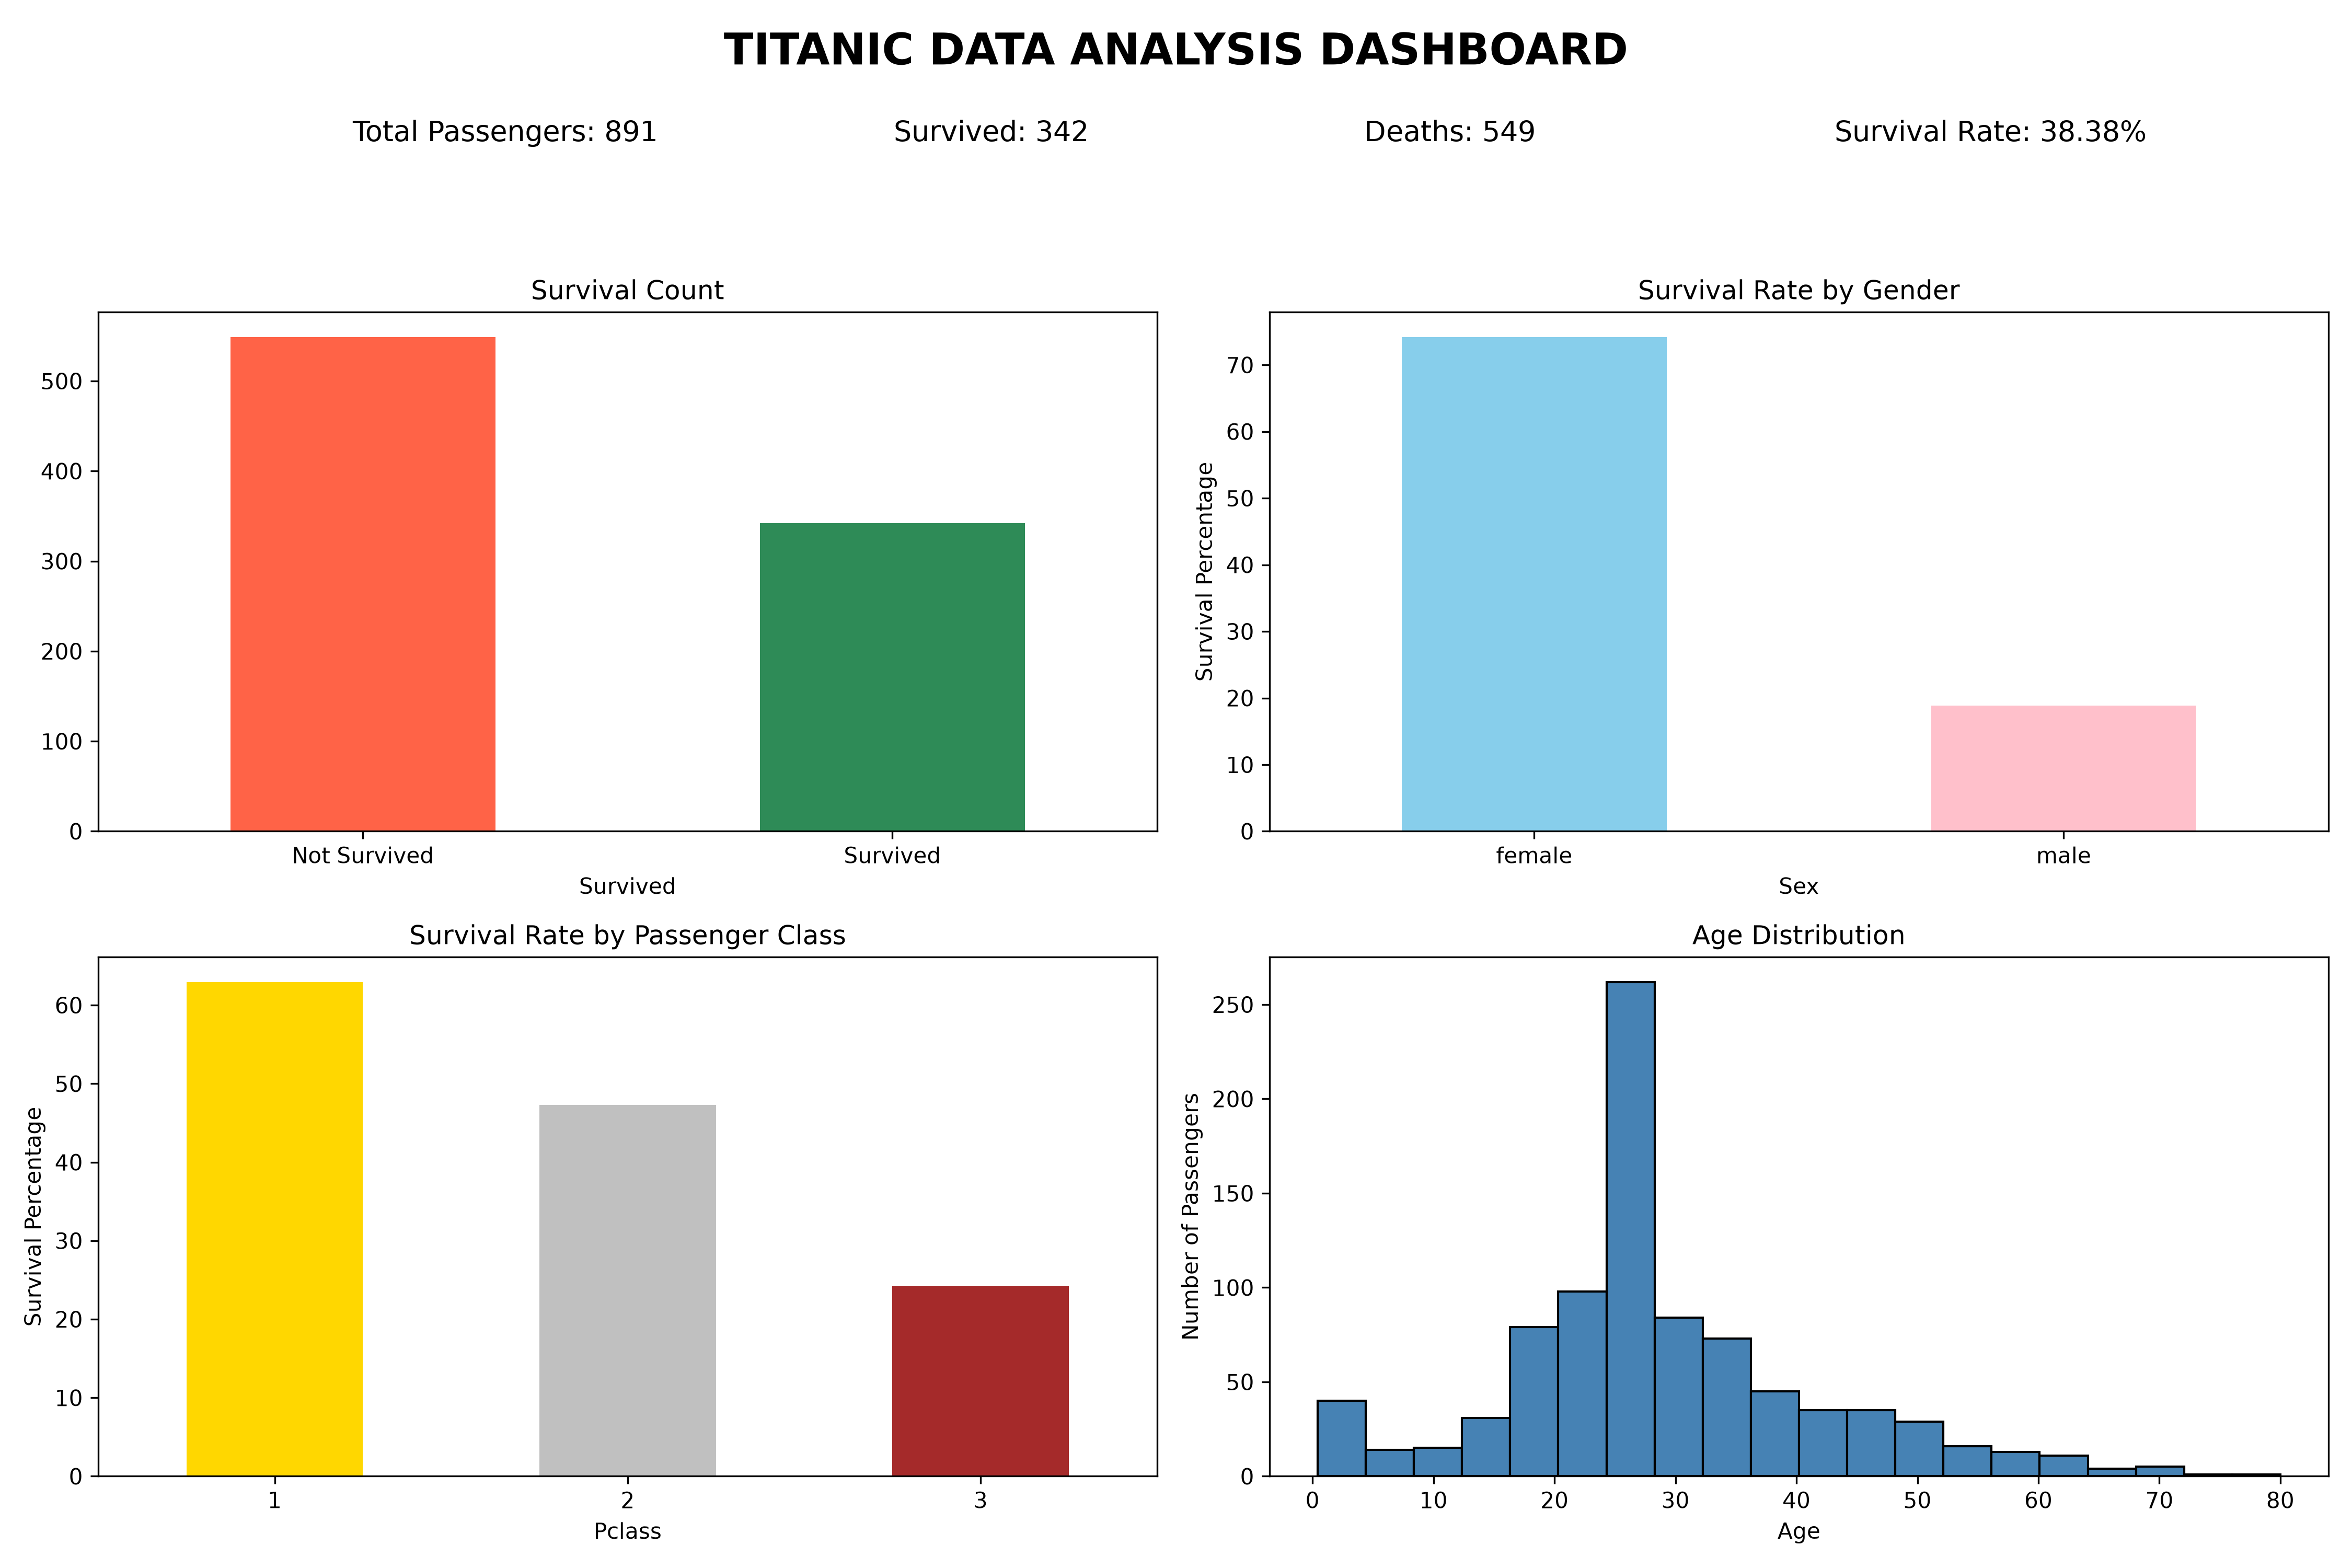 TITANIC DATA ANALYSIS DASHBOARD
Total Passengers: 891 Survived: 342 Deaths: 549 Survival Rate: 38.38%
Survival Count
500
400
300
200
100
0
Not Survived Survived
Survived
Survival Rate by Gender
Survival Percentage
70
60
50
40
30
20
10
0
female male
Sex
Survival Rate by Passenger Class
Survival Percentage
60
50
40
30
20
10
0
1 2 3
Pclass
Age Distribution
Number of Passengers
250
200
150
100
50
0
0 10 20 30 40 50 60 70 80
Age